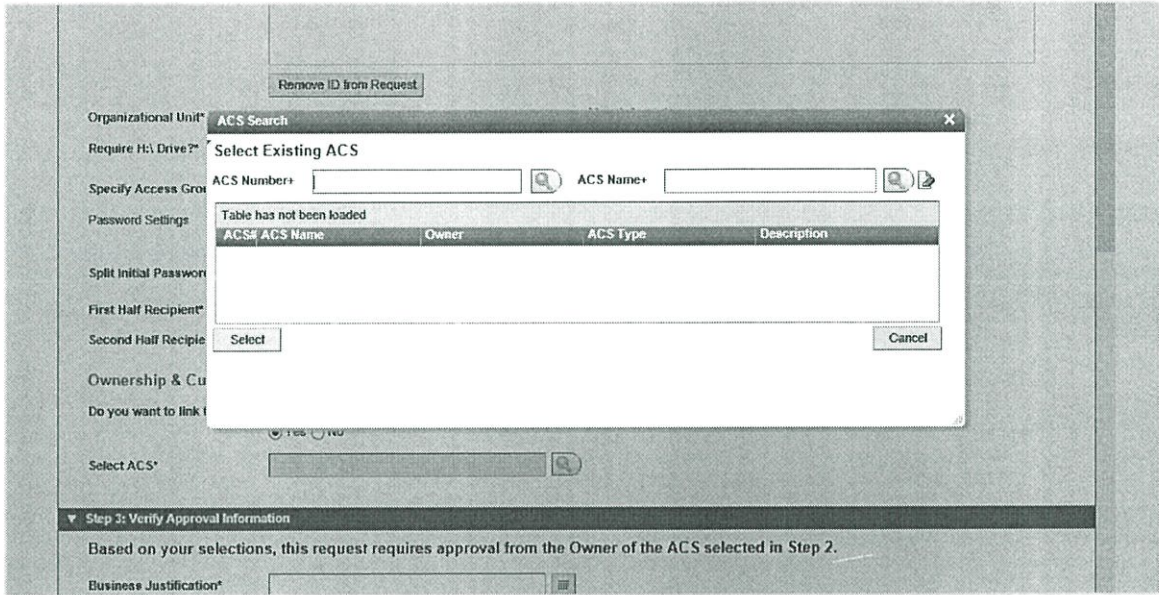 Remove ID from Request
Organizational Unit*
ACS Search
Require H:\ Drive?*
Select Existing ACS
ACS Number+ ACS Name+
Specify Access Grou
Password Settings
Table has not been loaded
ACS# ACS Name Owner ACS Type Description
Split Initial Password
First Half Recipient*
Second Half Recipie
Select Cancel
Ownership & Cu
Do you want to link t
Yes No
Select ACS*
Step 3: Verify Approval Information
Based on your selections, this request requires approval from the Owner of the ACS selected in Step 2.
Business Justification*